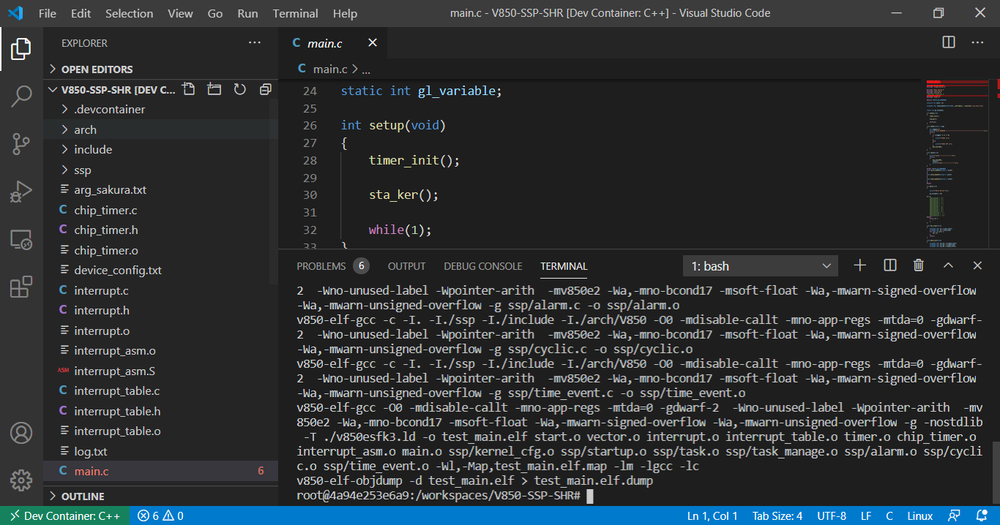 File Edit Selection View Go Run Terminal Help
main.c - V850-SSP-SHR [Dev Container: C++] - Visual Studio Code
EXPLORER
OPEN EDITORS
V850-SSP-SHR [DEV C...
.devcontainer
arch
include
ssp
arg_sakura.txt
C chip_timer.c
C chip_timer.h
chip_timer.o
device_config.txt
C interrupt.c
C interrupt.h
interrupt.o
interrupt_asm.o
ASM interrupt_asm.S
C interrupt_table.c
C interrupt_table.h
interrupt_table.o
log.txt
C main.c 6
OUTLINE
C main.c
C main.c > ...
24 static int gl_variable;
25
26 int setup(void)
27 {
28 timer_init();
29
30 sta_ker();
31
32 while(1);
33 }
PROBLEMS 6 OUTPUT DEBUG CONSOLE TERMINAL 1: bash
2  -Wno-unused-label -Wpointer-arith  -mv850e2 -Wa,-mno-bcond17 -msoft-float -Wa,-mwarn-signed-overflow
-Wa,-mwarn-unsigned-overflow -g ssp/alarm.c -o ssp/alarm.o
v850-elf-gcc -c -I. -I./ssp -I./include -I./arch/V850 -O0 -mdisable-callt -mno-app-regs -mtda=0 -gdwarf-
2  -Wno-unused-label -Wpointer-arith  -mv850e2 -Wa,-mno-bcond17 -msoft-float -Wa,-mwarn-signed-overflow
-Wa,-mwarn-unsigned-overflow -g ssp/cyclic.c -o ssp/cyclic.o
v850-elf-gcc -c -I. -I./ssp -I./include -I./arch/V850 -O0 -mdisable-callt -mno-app-regs -mtda=0 -gdwarf-
2  -Wno-unused-label -Wpointer-arith  -mv850e2 -Wa,-mno-bcond17 -msoft-float -Wa,-mwarn-signed-overflow
-Wa,-mwarn-unsigned-overflow -g ssp/time_event.c -o ssp/time_event.o
v850-elf-gcc -O0 -mdisable-callt -mno-app-regs -mtda=0 -gdwarf-2  -Wno-unused-label -Wpointer-arith  -mv
850e2 -Wa,-mno-bcond17 -msoft-float -Wa,-mwarn-signed-overflow -Wa,-mwarn-unsigned-overflow -g -nostdlib
-T ./v850esfk3.ld -o test_main.elf start.o vector.o interrupt.o interrupt_table.o timer.o chip_timer.o
interrupt_asm.o main.o ssp/kernel_cfg.o ssp/startup.o ssp/task.o ssp/task_manage.o ssp/alarm.o ssp/cycli
c.o ssp/time_event.o -Wl,-Map,test_main.elf.map -lm -lgcc -lc
v850-elf-objdump -d test_main.elf > test_main.elf.dump
root@4a94e253e6a9:/workspaces/V850-SSP-SHR#
Dev Container: C++ 6 0 Ln 1, Col 1 Tab Size: 4 UTF-8 LF C Linux